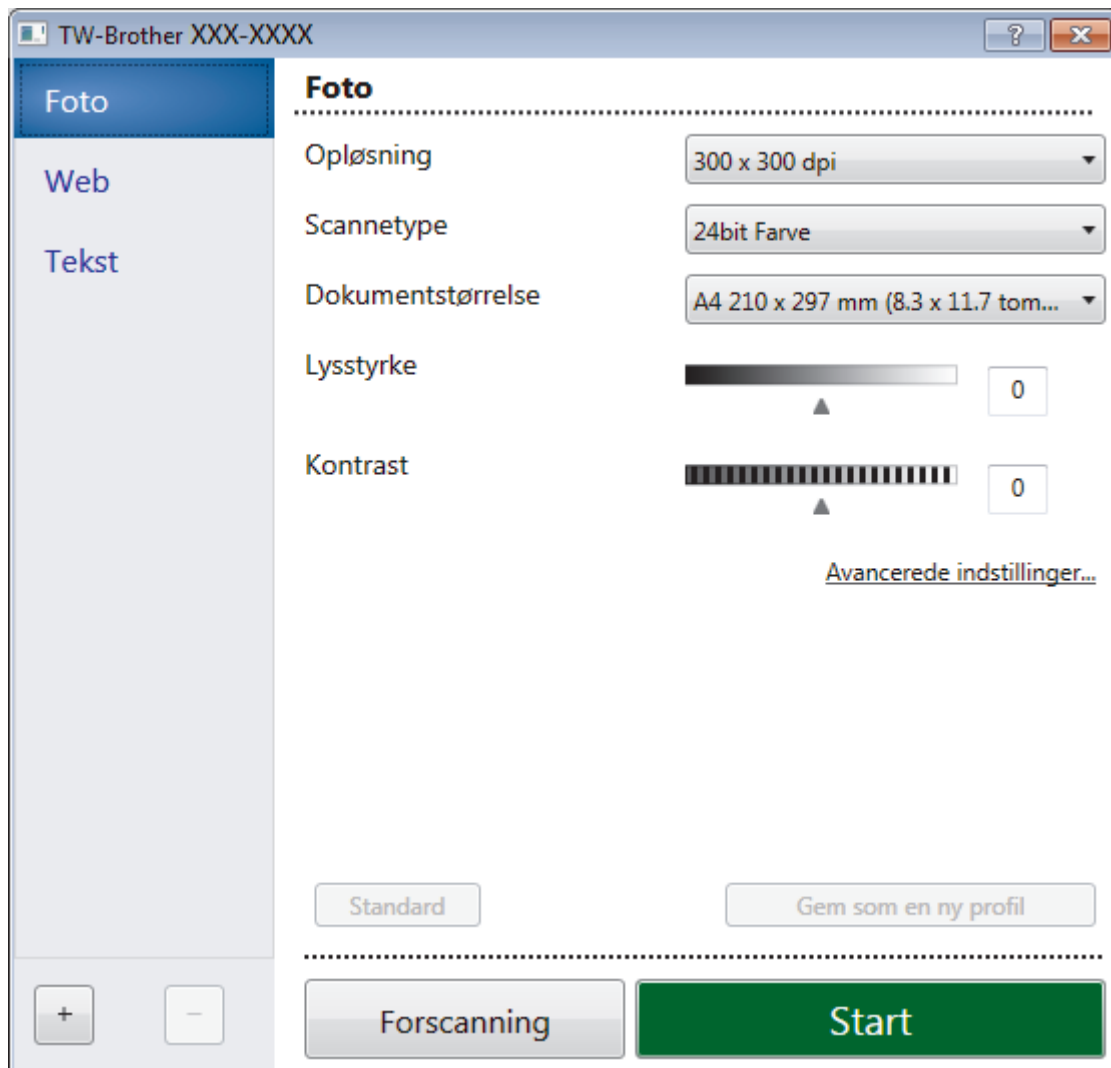 TW-Brother XXX-XXXX
Foto
Web
Tekst
Foto
Opløsning
300 x 300 dpi
Scannetype
24bit Farve
Dokumentstørrelse
A4 210 x 297 mm (8.3 x 11.7 tom...
Lysstyrke
0
Kontrast
0
Avancerede indstillinger...
Standard
Gem som en ny profil
+
−
Forscanning
Start